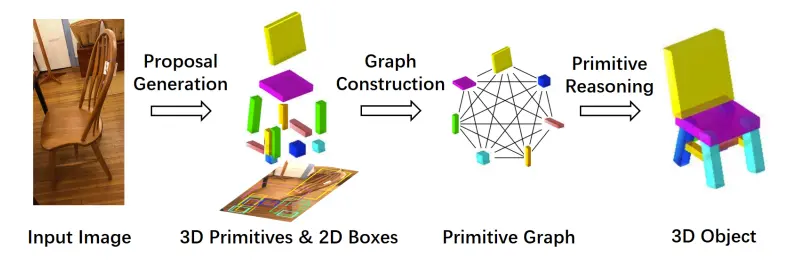 Proposal
Generation
Graph
Construction
Primitive
Reasoning
Input Image
3D Primitives & 2D Boxes
Primitive Graph
3D Object